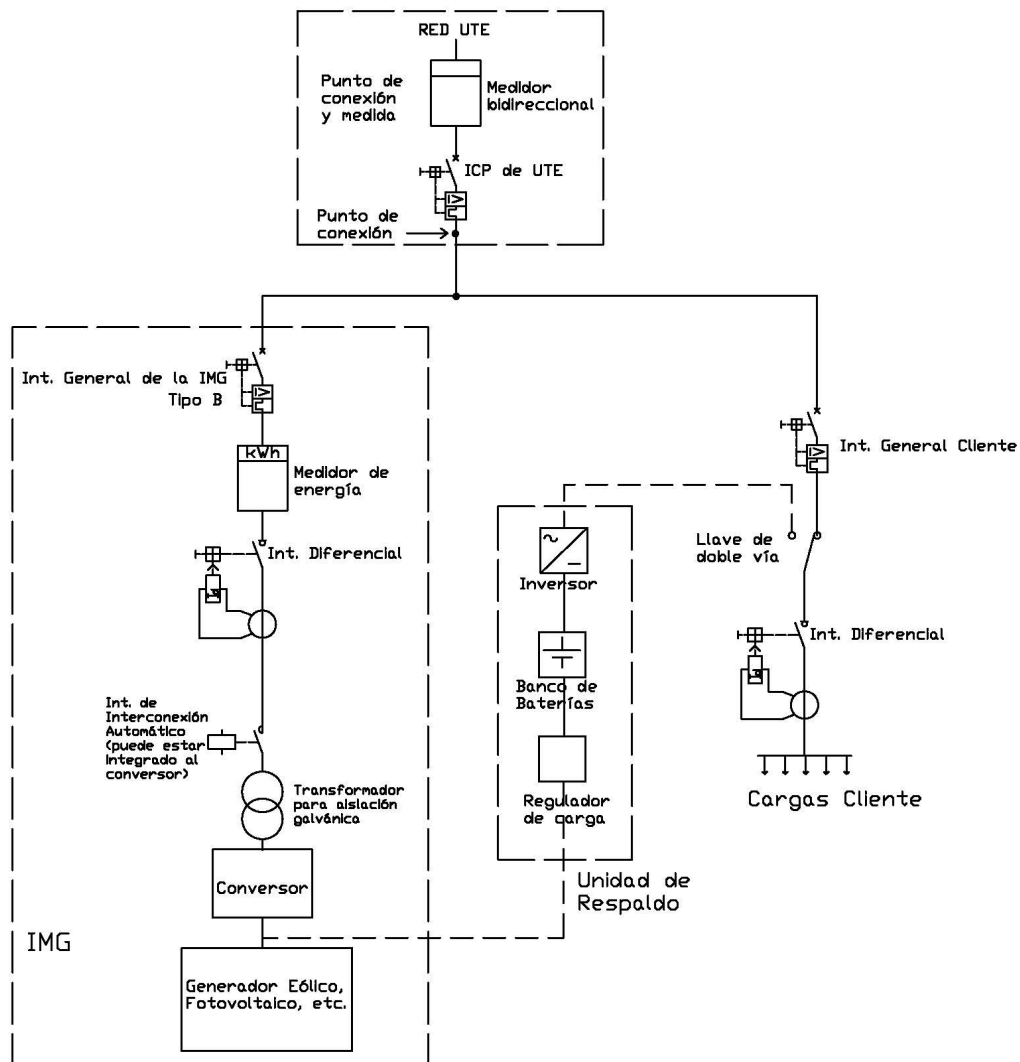 RED UTE
Punto de
conexión
y medida
Medidor
bidireccional
ICP de UTE
Punto de
conexión
Int. General de la IMG
Tipo B
kWh
Medidor de
energía
Int. Diferencial
Int. de
Interconexión
Automático
(puede estar
integrado al
conversor)
Transformador
para aislación
galvánica
Conversor
Generador Eólico,
Fotovoltaico, etc.
IMG
Inversor
Banco de
Baterías
Regulador
de carga
Unidad de
Respaldo
Int. General Cliente
Llave de
doble vía
Int. Diferencial
Cargas Cliente